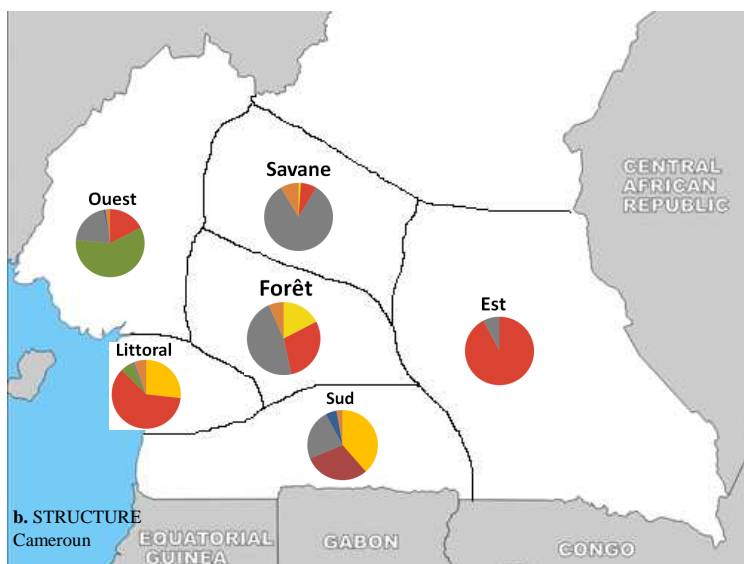 CENTRAL
AFRICAN
REPUBLIC
Savane
Ouest
Forêt
Est
Littoral
Sud
b. STRUCTURE
Cameroun
EQUATORIAL
GUINEA
GABON
CONGO